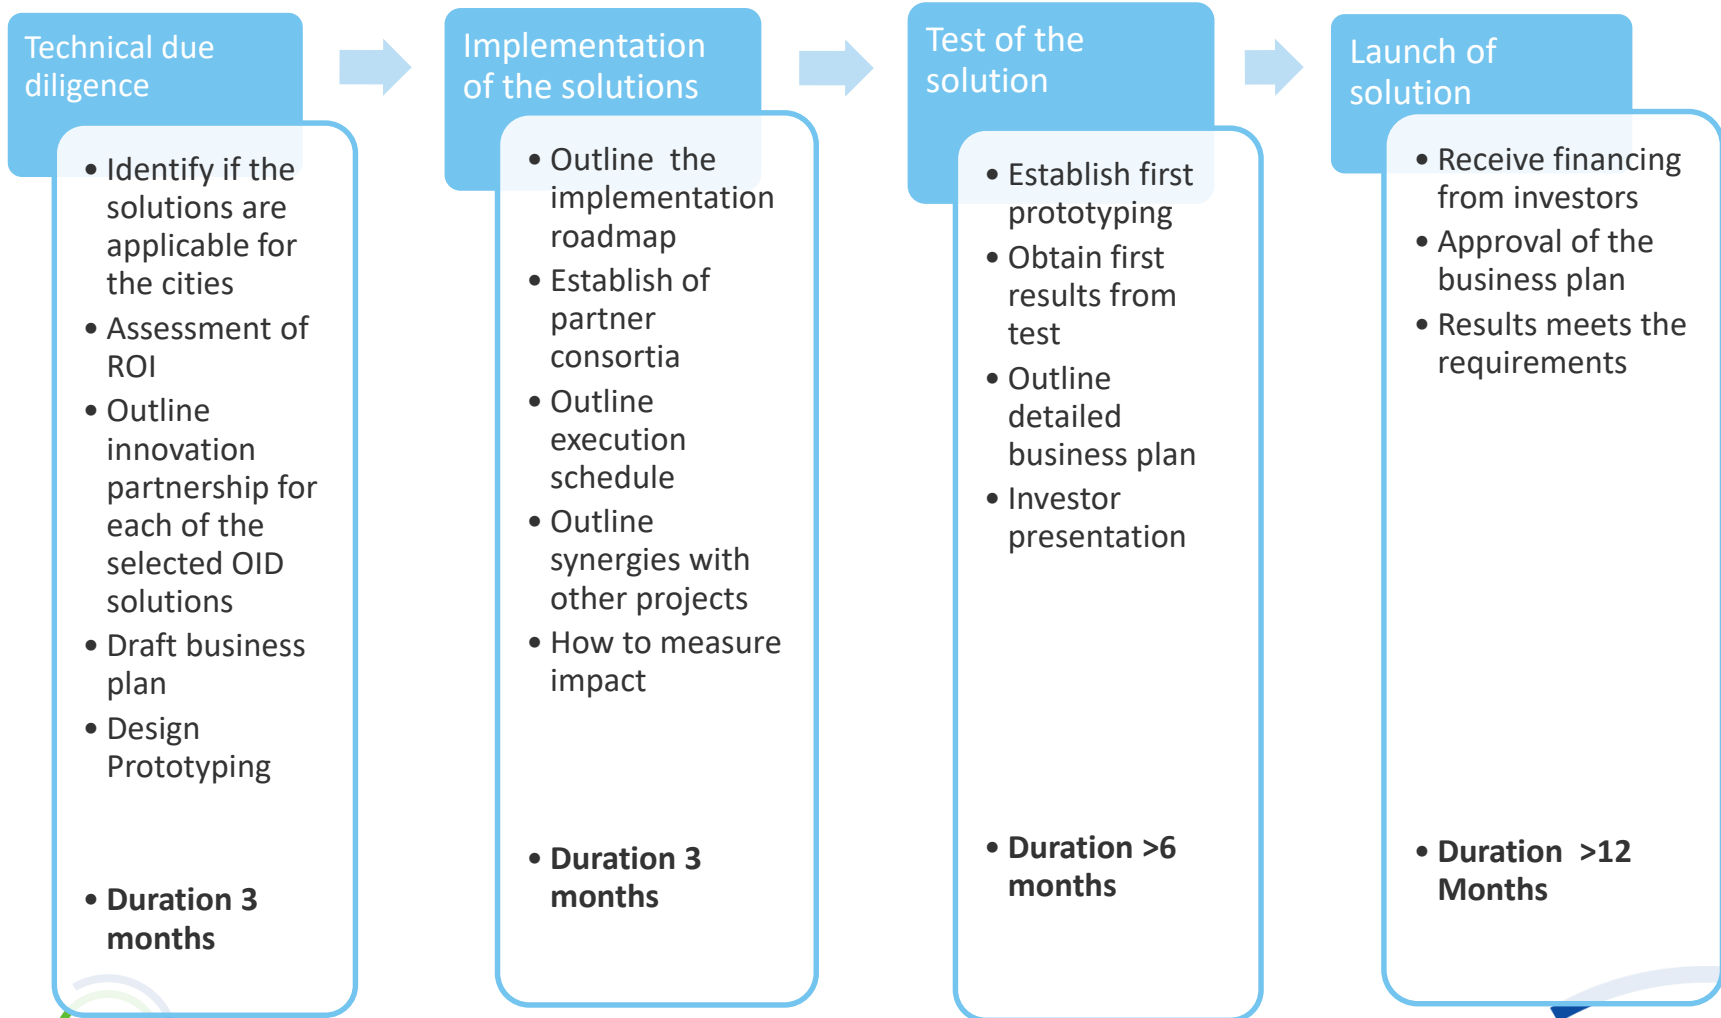 Technical due
diligence
• Identify if the
solutions are
applicable for
the cities
• Assessment of
ROI
• Outline
innovation
partnership for
each of the
selected OID
solutions
• Draft business
plan
• Design
Prototyping
• Duration 3
months
Implementation
of the solutions
• Outline  the
implementation
roadmap
• Establish of
partner
consortia
• Outline
execution
schedule
• Outline
synergies with
other projects
• How to measure
impact
• Duration 3
months
Test of the
solution
• Establish first
prototyping
• Obtain first
results from
test
• Outline
detailed
business plan
• Investor
presentation
• Duration >6
months
Launch of
solution
• Receive financing
from investors
• Approval of the
business plan
• Results meets the
requirements
• Duration  >12
Months